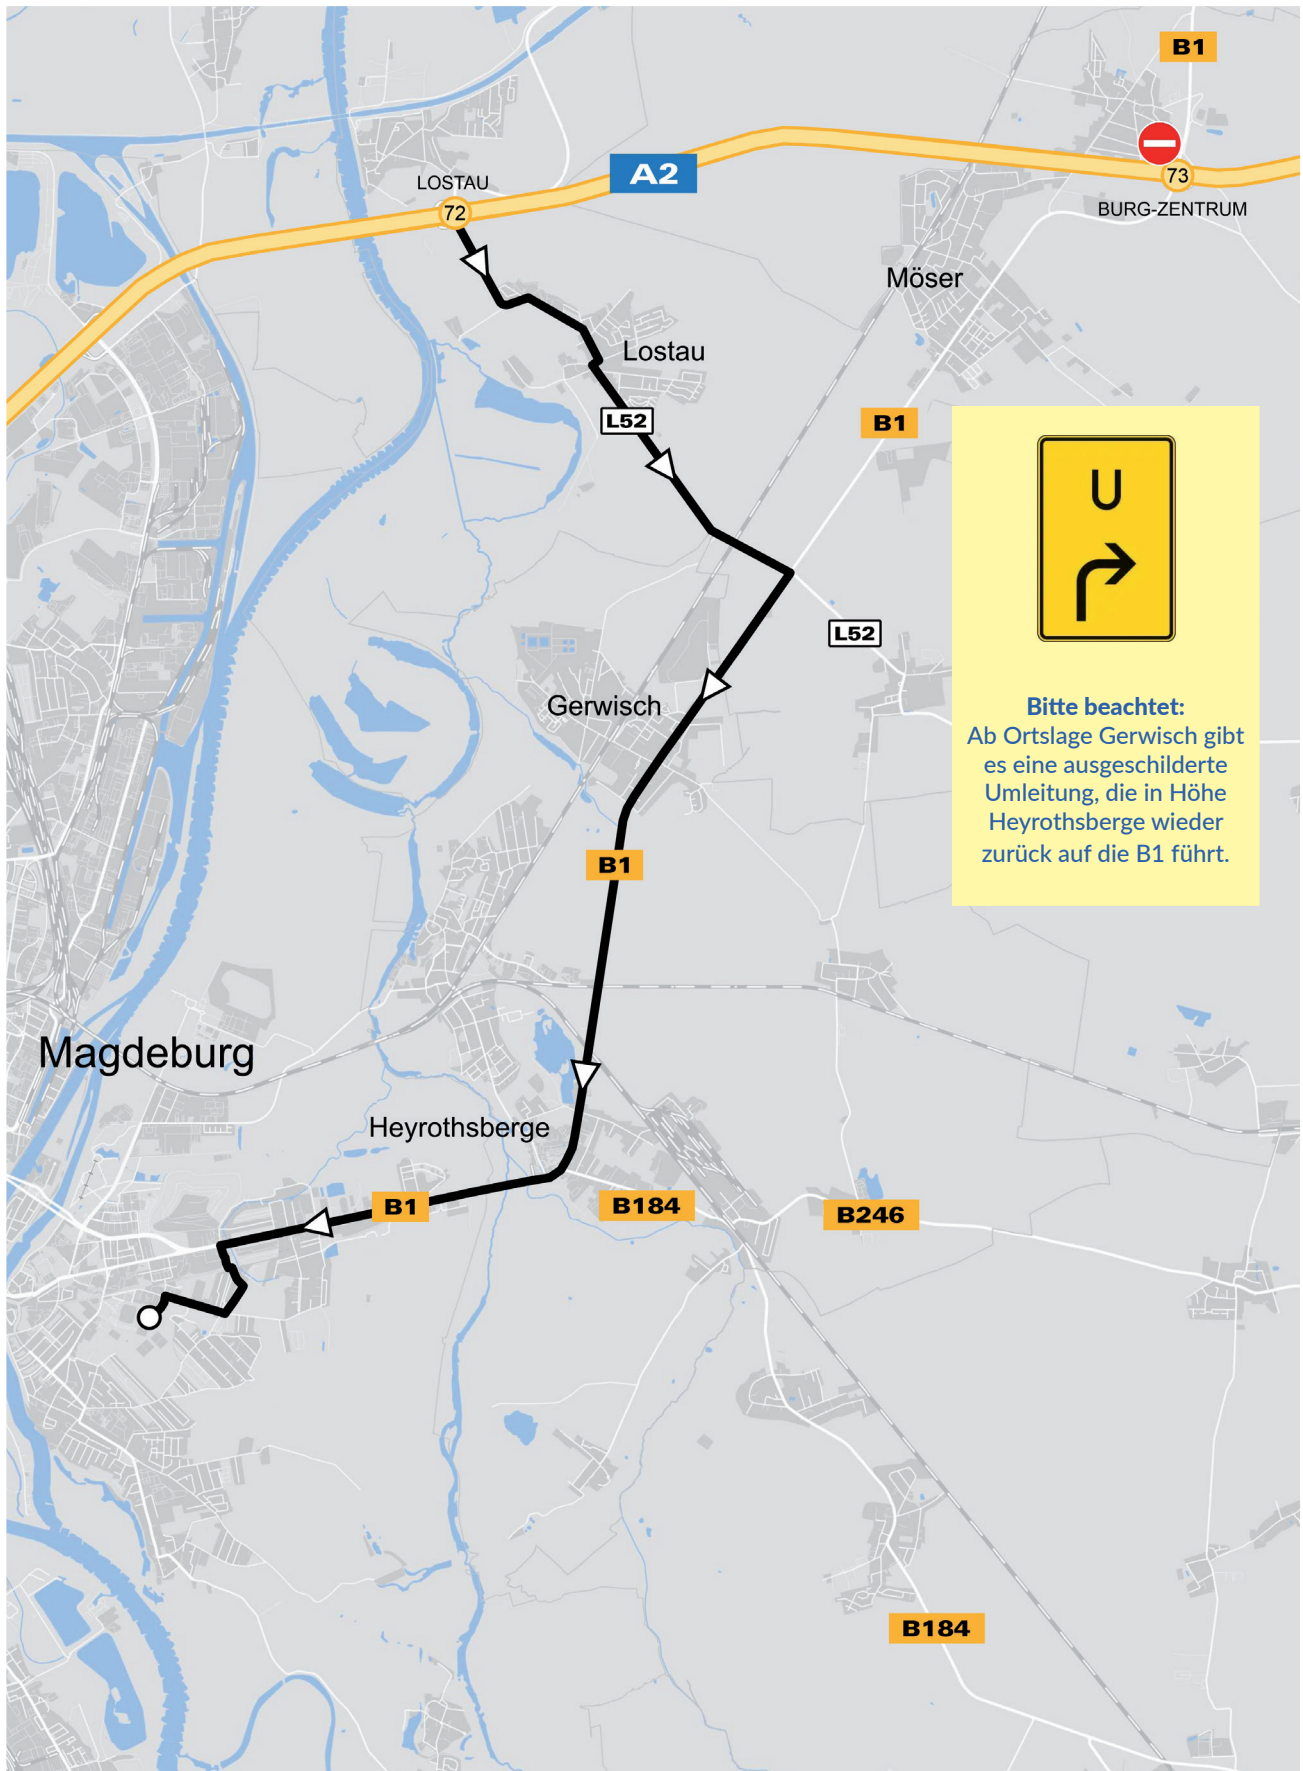 B1
A2
73
LOSTAU
BURG-ZENTRUM
72
Möser
Lostau
L52
B1
U
L52
Gerwisch
Bitte beachtet:
Ab Ortslage Gerwisch gibt
es eine ausgeschilderte
Umleitung, die in Höhe
Heyrothsberge wieder
zurück auf die B1 führt.
B1
Magdeburg
Heyrothsberge
B1
B184
B246
B184